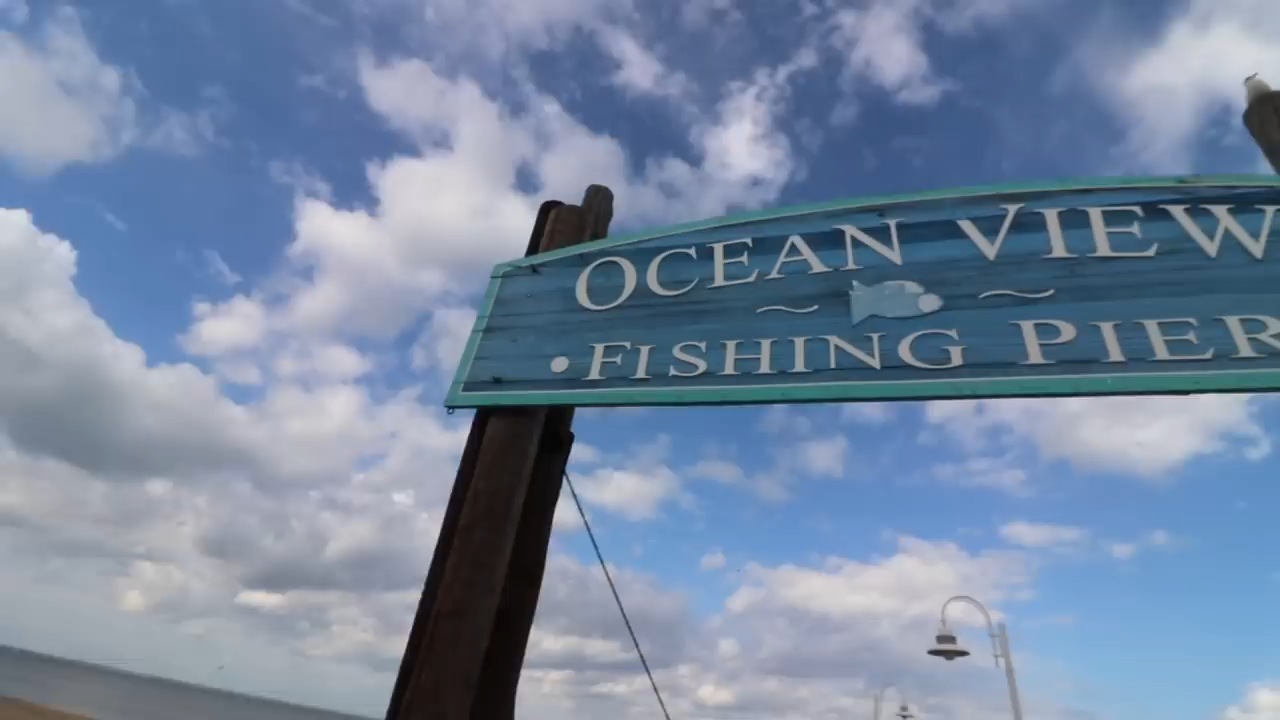 OCEAN VIEW
~ ~
• FISHING PIER